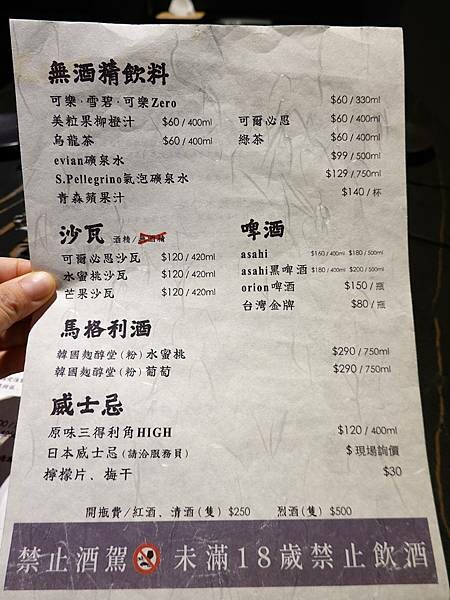 無酒精飲料
可樂·雪碧·可樂Zero $60 / 330ml
美粒果柳橙汁 $60 / 400ml 可爾必思 $60 / 400ml
烏龍茶 $60 / 400ml 綠茶 $60 / 400ml
evian礦泉水 $99 / 500ml
S.Pellegrino氣泡礦泉水 $129 / 750ml
青森蘋果汁 $140 / 杯
沙瓦 酒精/
可爾必思沙瓦 $120 / 420ml
水蜜桃沙瓦 $120 / 420ml
芒果沙瓦 $120 / 420ml
啤酒
asahi $160 / 400ml $180 / 500ml
asahi黑啤酒 $180 / 400ml $200 / 500ml
orion啤酒 $150 / 瓶
台灣金牌 $80 / 瓶
馬格利酒
韓國麴醇堂(粉)水蜜桃 $290 / 750ml
韓國麴醇堂(粉)葡萄 $290 / 750ml
威士忌
原味三得利角HIGH $120 / 400ml
日本威士忌(請洽服務員) $ 現場詢價
檸檬片、梅干 $30
開瓶費/紅酒、清酒(隻) $250 烈酒(隻) $500
禁止酒駕 未滿18歲禁止飲酒